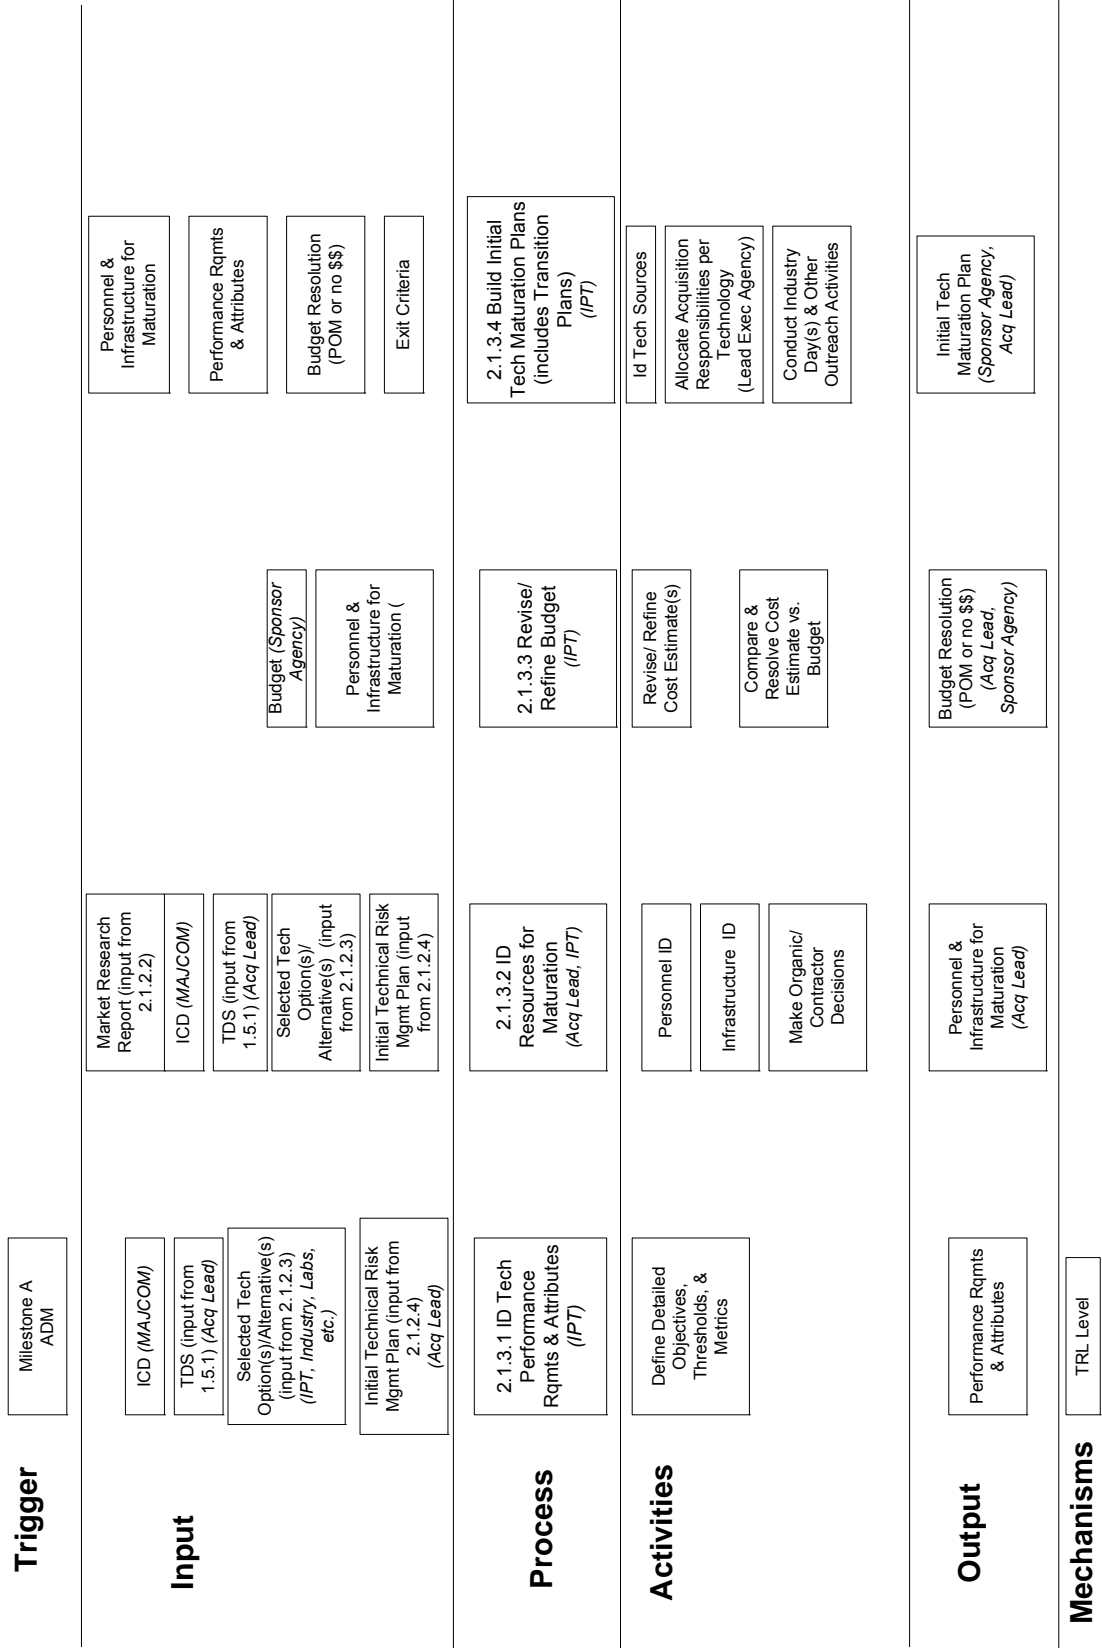 Trigger
Milestone A
ADM
Input
ICD (MAJCOM)
TDS (input from
1.5.1) (Acq Lead)
Selected Tech
Option(s)/Alternative(s)
(input from 2.1.2.3)
(IPT, Industry, Labs,
etc.)
Initial Technical Risk
Mgmt Plan (input from
2.1.2.4)
(Acq Lead)
Market Research
Report (input from
2.1.2.2)
ICD (MAJCOM)
TDS (input from
1.5.1) (Acq Lead)
Selected Tech
Option(s)/
Alternative(s) (input
from 2.1.2.3)
Initial Technical Risk
Mgmt Plan (input
from 2.1.2.4)
Budget (Sponsor
Agency)
Personnel &
Infrastructure for
Maturation (
Personnel &
Infrastructure for
Maturation
Performance Rqmts
& Attributes
Budget Resolution
(POM or no $$)
Exit Criteria
Process
2.1.3.1 ID Tech
Performance
Rqmts & Attributes
(IPT)
2.1.3.2 ID
Resources for
Maturation
(Acq Lead, IPT)
2.1.3.3 Revise/
Refine Budget
(IPT)
2.1.3.4 Build Initial
Tech Maturation Plans
(includes Transition
Plans)
(IPT)
Activities
Define Detailed
Objectives,
Thresholds, &
Metrics
Personnel ID
Infrastructure ID
Make Organic/
Contractor
Decisions
Revise/ Refine
Cost Estimate(s)
Compare &
Resolve Cost
Estimate vs.
Budget
Id Tech Sources
Allocate Acquisition
Responsibilities per
Technology
(Lead Exec Agency)
Conduct Industry
Day(s) & Other
Outreach Activities
Output
Performance Rqmts
& Attributes
Personnel &
Infrastructure for
Maturation
(Acq Lead)
Budget Resolution
(POM or no $$)
(Acq Lead,
Sponsor Agency)
Initial Tech
Maturation Plan
(Sponsor Agency,
Acq Lead)
Mechanisms
TRL Level